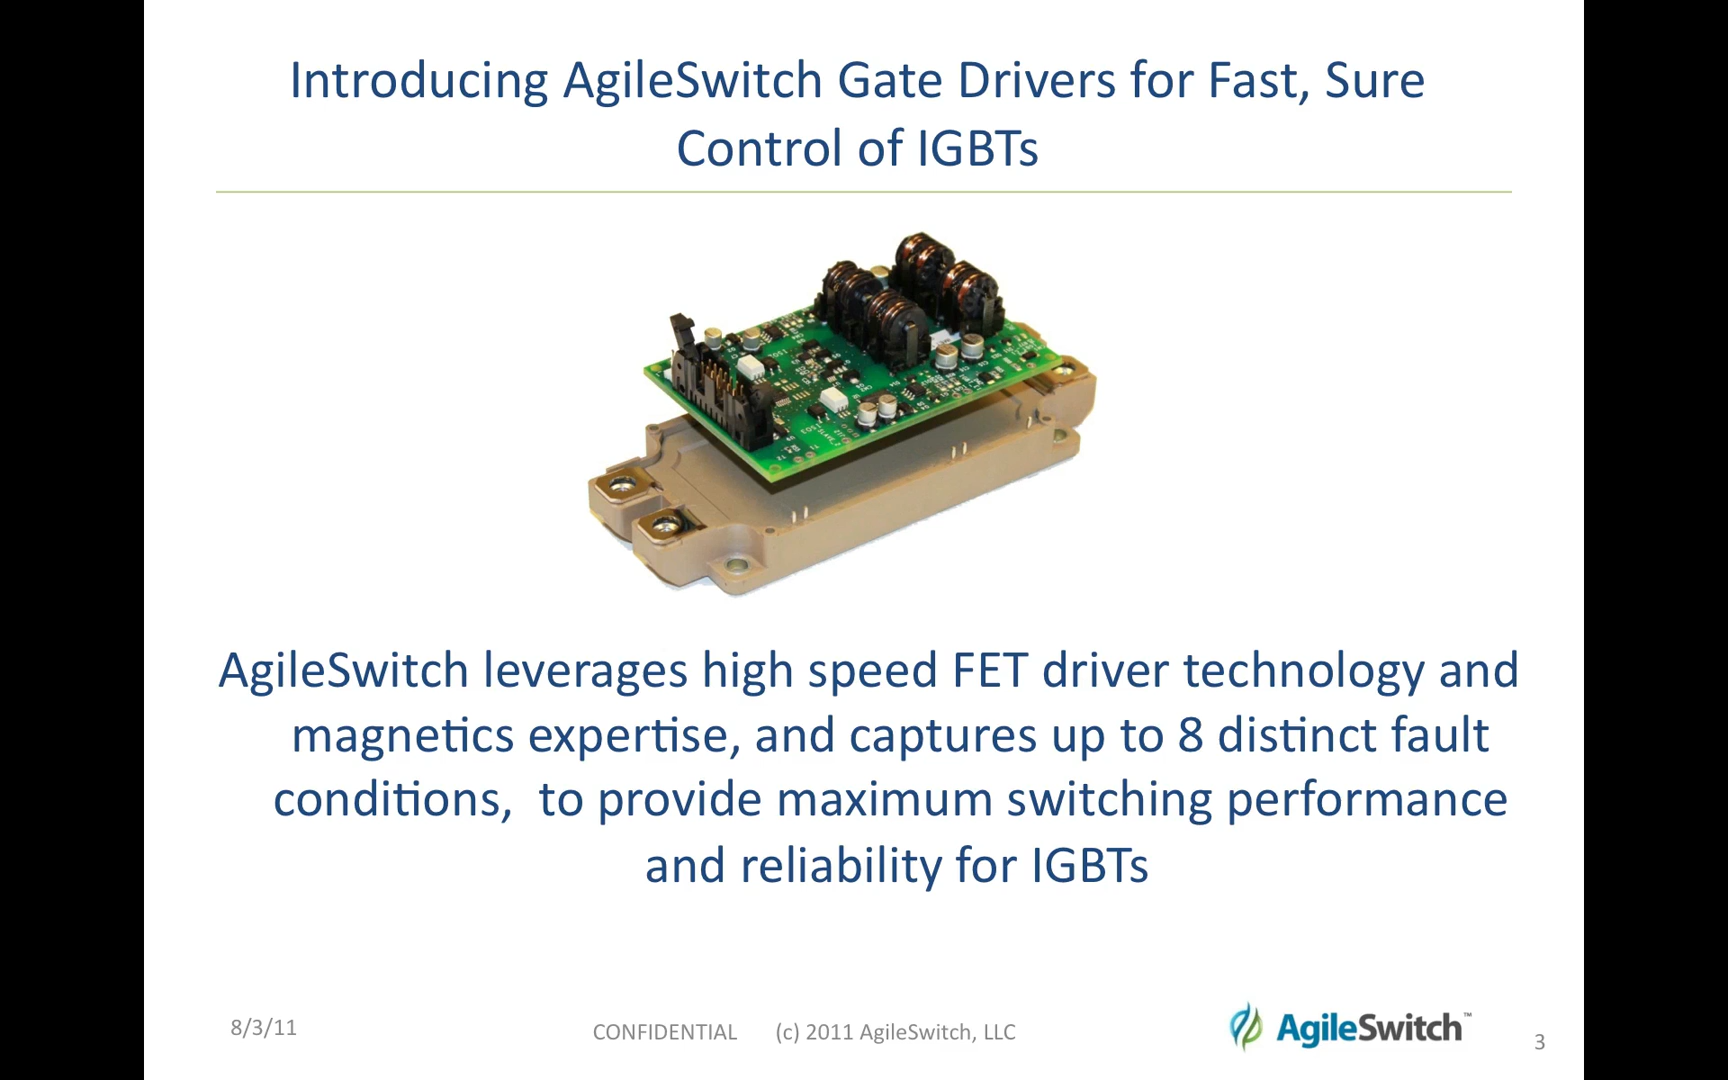 Introducing AgileSwitch Gate Drivers for Fast, Sure
Control of IGBTs
AgileSwitch leverages high speed FET driver technology and
magnetics expertise, and captures up to 8 distinct fault
conditions,  to provide maximum switching performance
and reliability for IGBTs
8/3/11
CONFIDENTIAL (c) 2011 AgileSwitch, LLC
AgileSwitch™
3